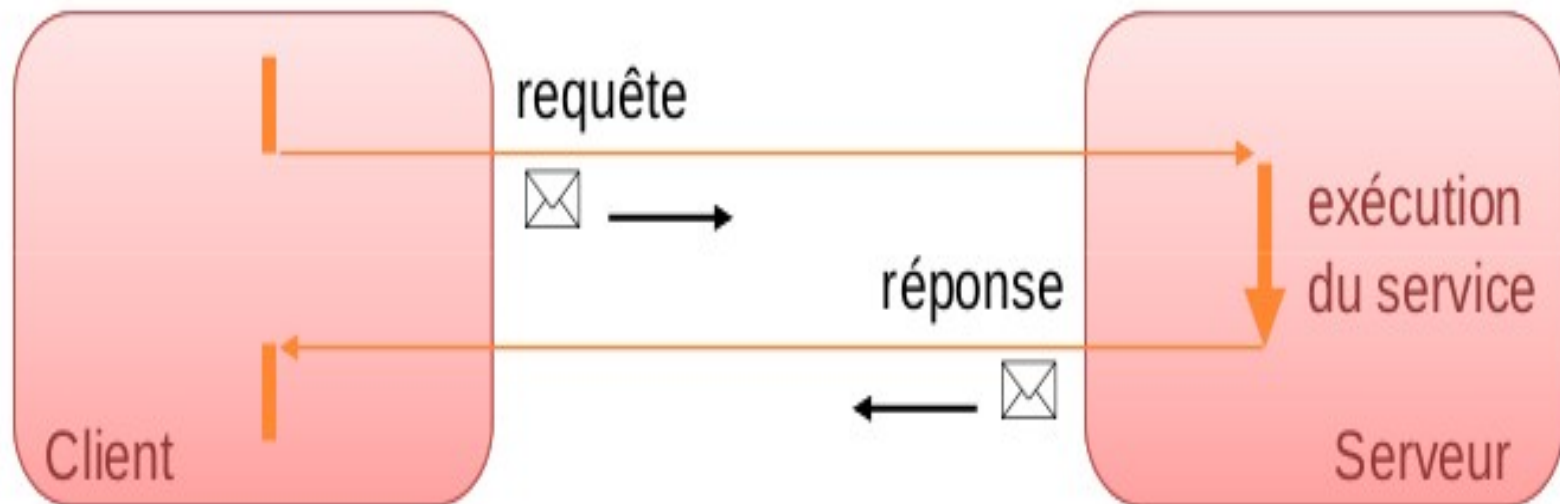 requête
exécution
du service
réponse
Client
Serveur